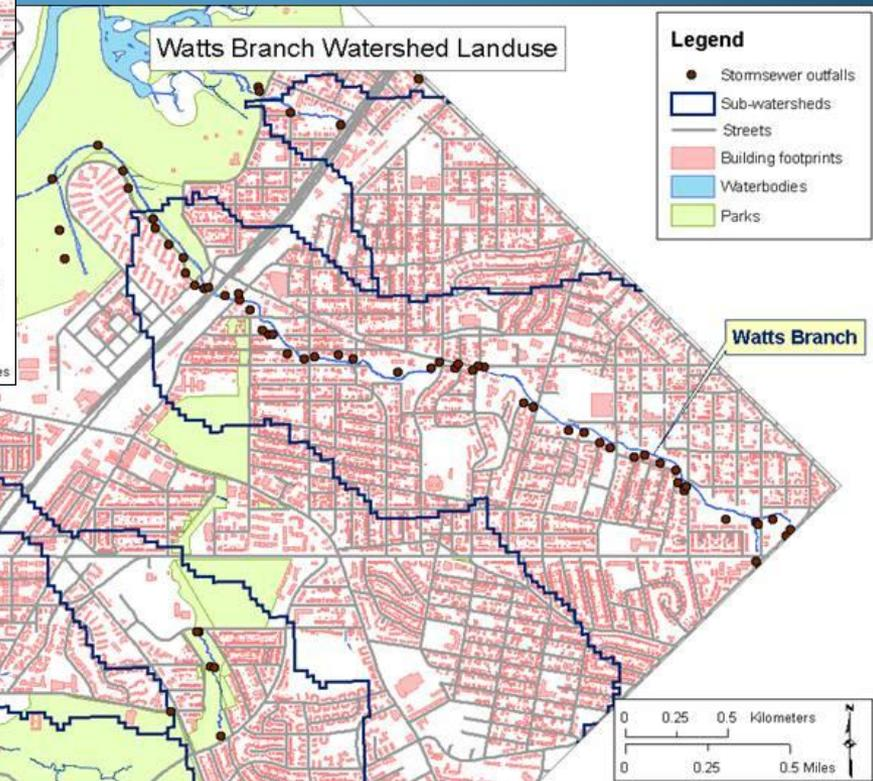 Watts Branch Watershed Landuse
Legend
Stormsewer outfalls
Sub-watersheds
Streets
Building footprints
Waterbodies
Parks
Watts Branch
es
0 0.25 0.5 Kilometers
N
0 0.25 0.5 Miles